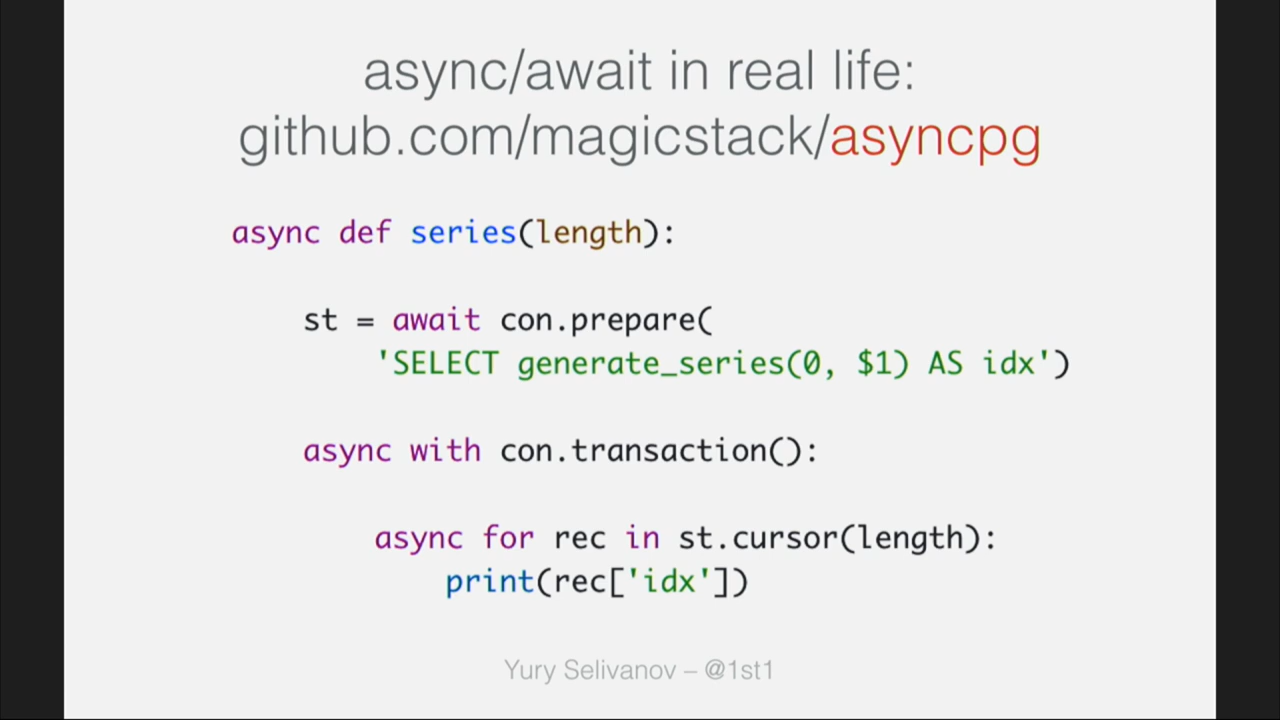 async/await in real life:
github.com/magicstack/asyncpg
async def series(length):
st = await con.prepare(
'SELECT generate_series(0, $1) AS idx')
async with con.transaction():
async for rec in st.cursor(length):
print(rec['idx'])
Yury Selivanov – @1st1